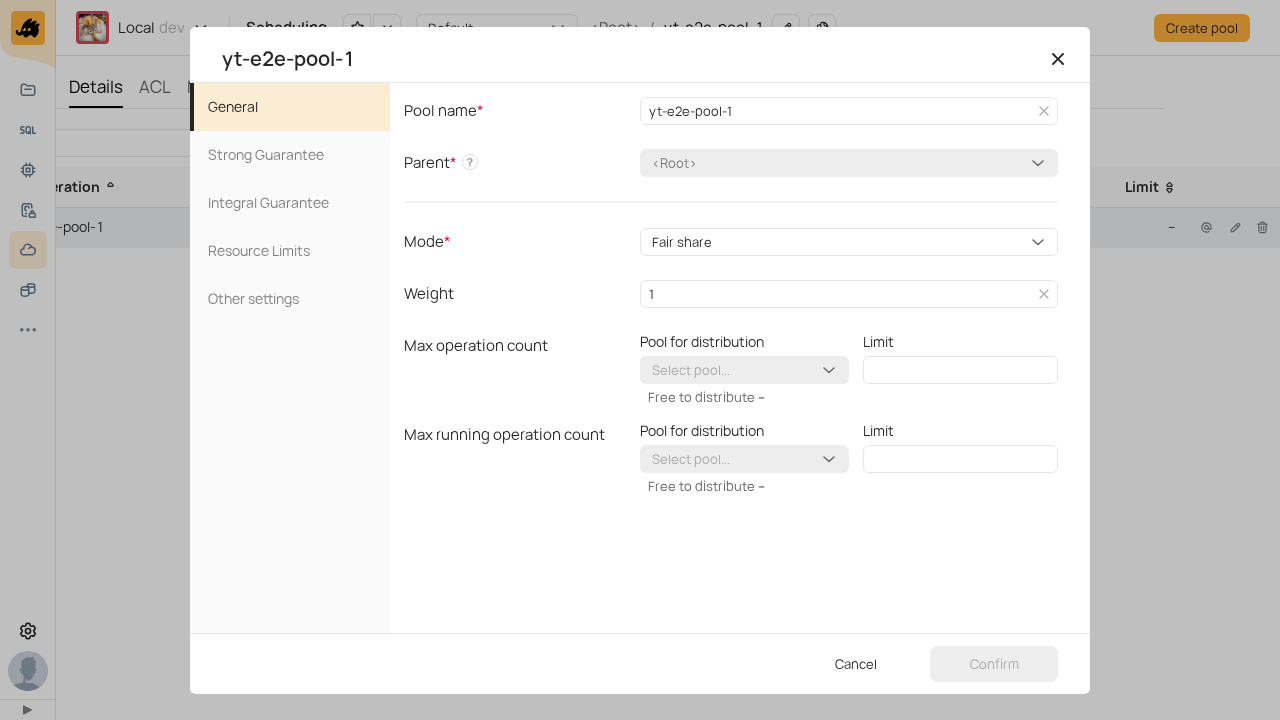 Local dev
Scheduling
Default
<Root> / yt-e2e-pool-1
Create pool
Details
ACL
SQL
eration
Limit
-pool-1
–
yt-e2e-pool-1
General
Strong Guarantee
Integral Guarantee
Resource Limits
Other settings
Pool name*
yt-e2e-pool-1
Parent* ?
<Root>
Mode*
Fair share
Weight
1
Max operation count
Pool for distribution
Limit
Select pool...
Free to distribute –
Max running operation count
Pool for distribution
Limit
Select pool...
Free to distribute –
Cancel
Confirm